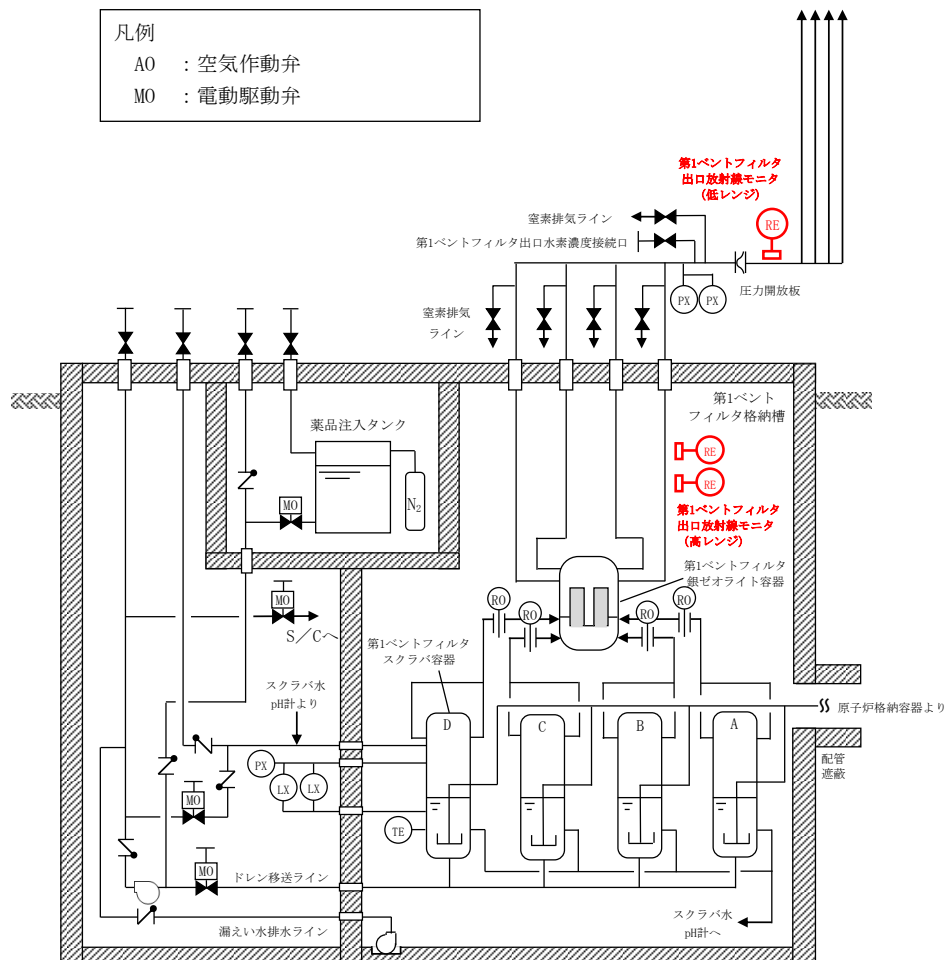 凡例
AO ：空気作動弁
MO ：電動駆動弁
第1ベントフィルタ
出口放射線モニタ
(低レンジ)
RE
窒素排気ライン
第1ベントフィルタ出口水素濃度接続口
圧力開放板
PX PX
窒素排気
ライン
第1ベント
フィルタ格納槽
薬品注入タンク
RE
RE
N2
MO
第1ベントフィルタ
出口放射線モニタ
(高レンジ)
第1ベントフィルタ
銀ゼオライト容器
MO
S／Cへ
RO RO RO RO
第1ベントフィルタ
スクラバ容器
スクラバ水
pH計より
原子炉格納容器より
D C B A
配管
遮蔽
PX
LX LX
MO
TE
MO
ドレン移送ライン
スクラバ水
pH計へ
漏えい水排水ライン